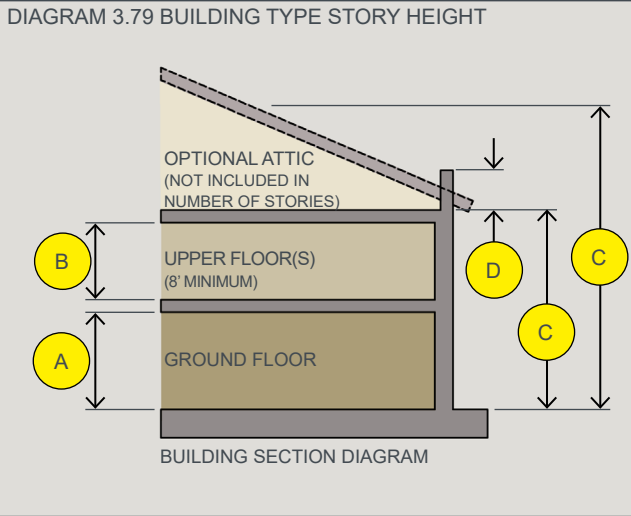 DIAGRAM 3.79 BUILDING TYPE STORY HEIGHT
OPTIONAL ATTIC
(NOT INCLUDED IN
NUMBER OF STORIES)
B
UPPER FLOOR(S)
(8' MINIMUM)
D
C
C
A
GROUND FLOOR
BUILDING SECTION DIAGRAM